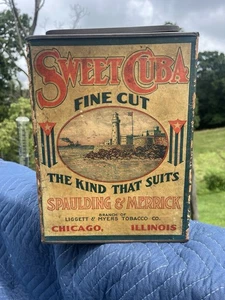 SWEET CUBA
FINE CUT
THE KIND THAT SUITS
SPAULDING & MERRICK
BRANCH OF
LIGGETT & MYERS TOBACCO CO.
CHICAGO, ILLINOIS